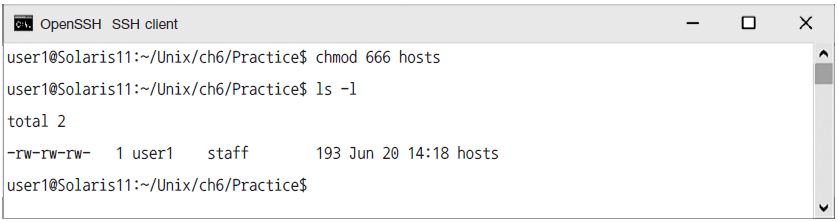 OpenSSH SSH client
user1@Solaris11:~/Unix/ch6/Practice$ chmod 666 hosts
user1@Solaris11:~/Unix/ch6/Practice$ ls -l
total 2
-rw-rw-rw- 1 user1 staff 193 Jun 20 14:18 hosts
user1@Solaris11:~/Unix/ch6/Practice$